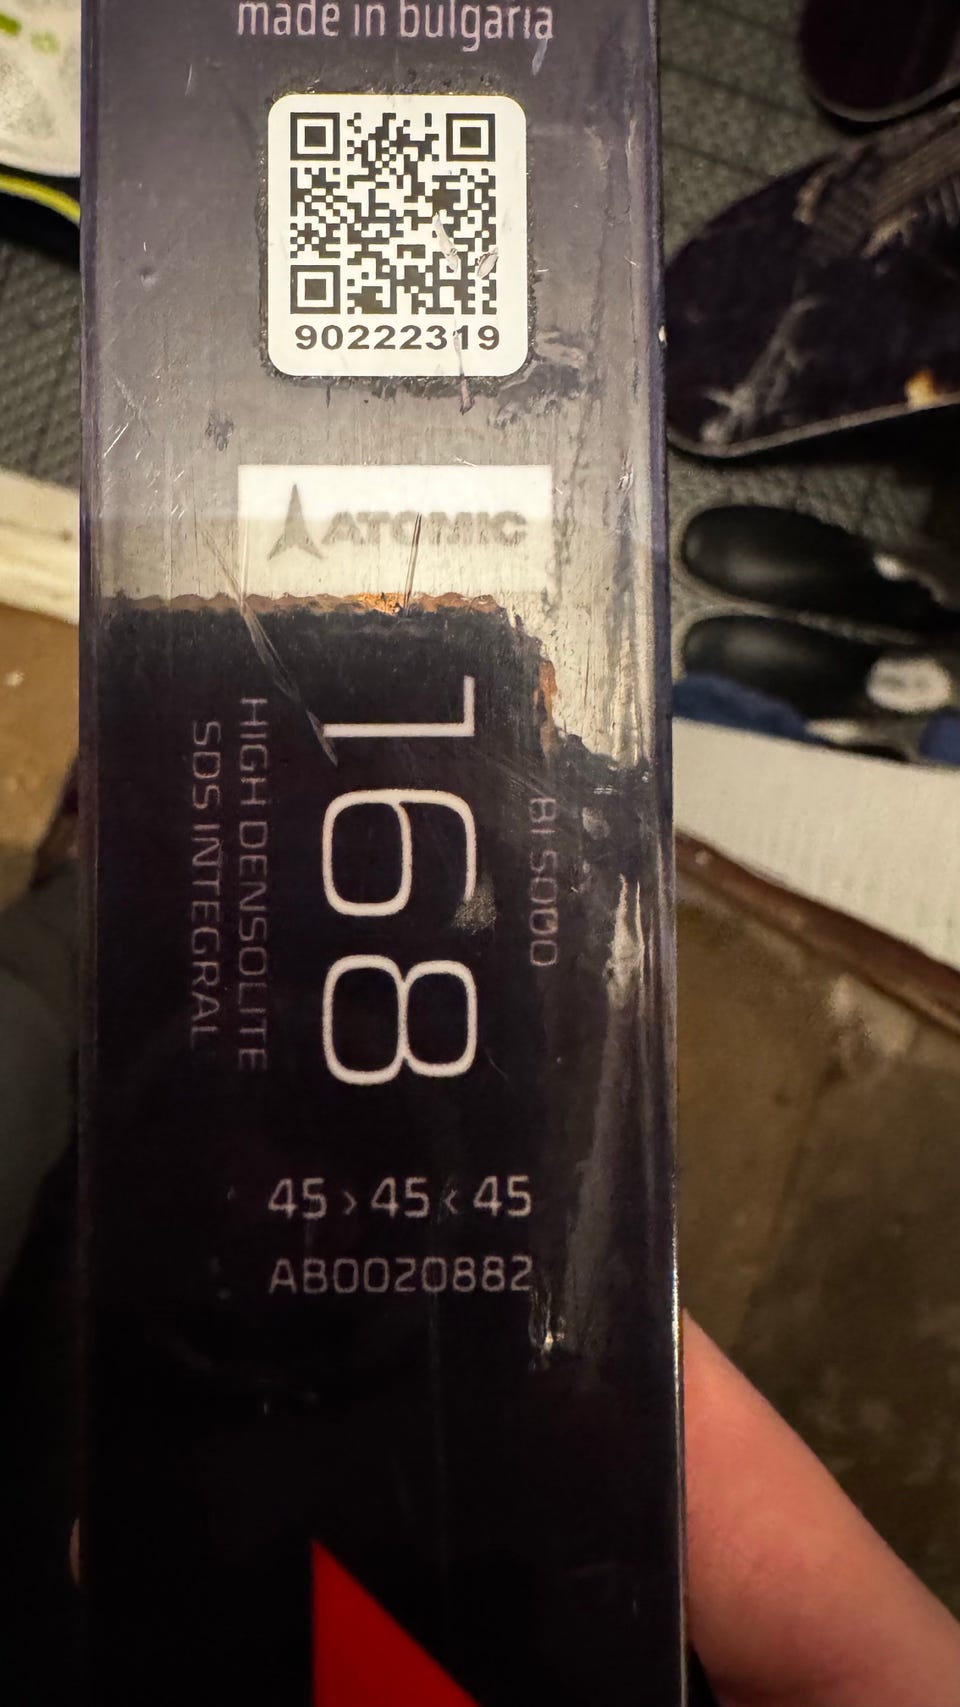 made in bulgaria
90222319
ATOMIC
BI 5000
168
HIGH DENSOLITE
SDS INTEGRAL
45 › 45 ‹ 45
AB0020882